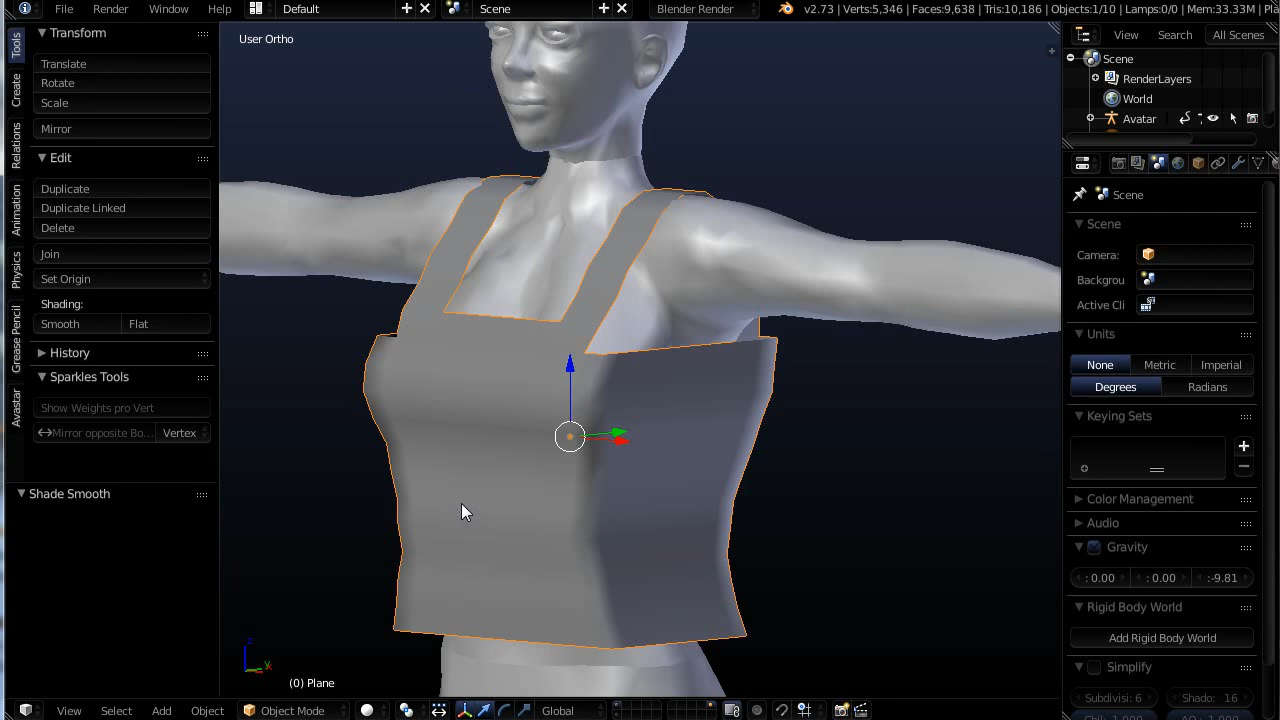 File Render Window Help Default Scene Blender Render v2.73 | Verts:5,346 | Faces:9,638 | Tris:10,186 | Objects:1/10 | Lamps:0/0 | Mem:33.33M | Pla
Tools
Create
Relations
Animation
Physics
Grease Pencil
Avastar
Transform
Translate
Rotate
Scale
Mirror
Edit
Duplicate
Duplicate Linked
Delete
Join
Set Origin
Shading:
Smooth Flat
History
Sparkles Tools
Show Weights pro Vert
Mirror opposite Bo... Vertex
Shade Smooth
User Ortho
(0) Plane
View Select Add Object Object Mode Global
View Search All Scenes
Scene
RenderLayers
World
Avatar
Scene
Scene
Camera:
Backgrou
Active Cli
Units
None Metric Imperial
Degrees Radians
Keying Sets
Color Management
Audio
Gravity
: 0.00 : 0.00 :-9.81
Rigid Body World
Add Rigid Body World
Simplify
Subdivisi: 6 Shado: 16